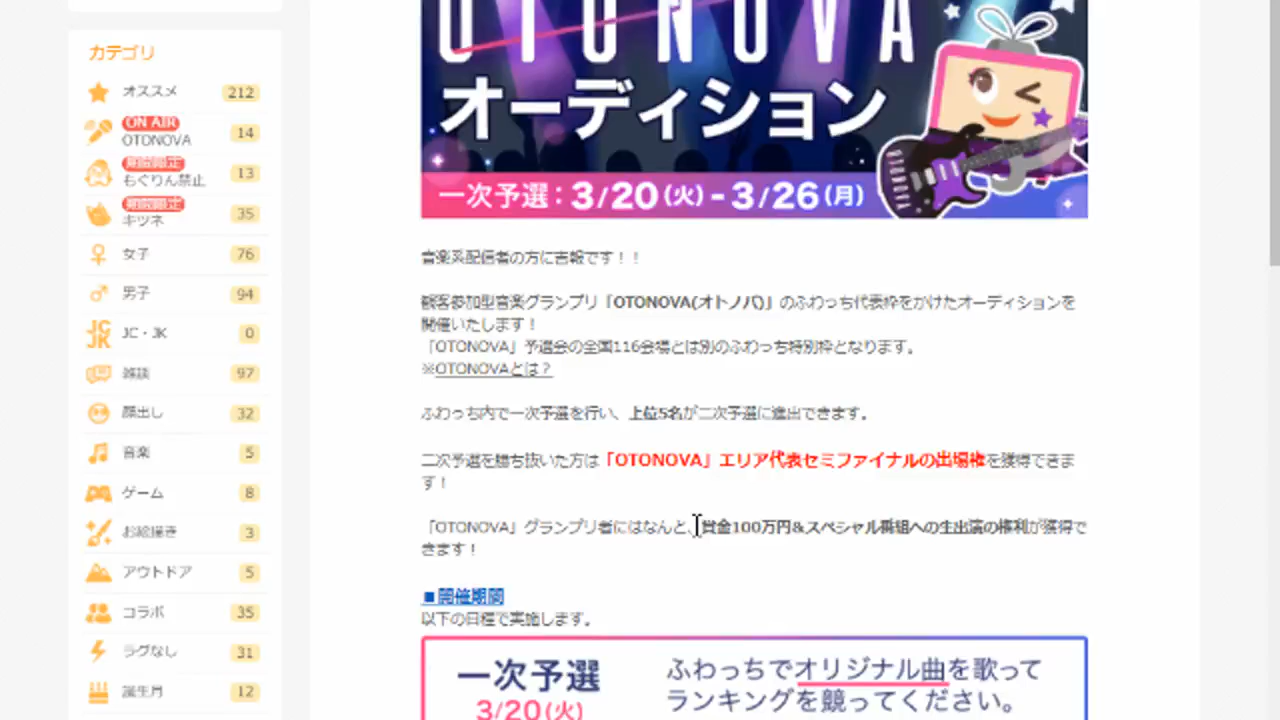 カテゴリ
オススメ 212
ON AIR
OTONOVA 14
期間限定
もぐりん禁止 13
期間限定
キツネ 35
女子 76
男子 94
JC・JK 0
雑談 97
顔出し 32
音楽 5
ゲーム 8
お絵描き 3
アウトドア 5
コラボ 35
ラグなし 31
誕生月 12
OTONOVA
オーディション
一次予選：3/20（火）-3/26（月）
音楽系配信者の方に吉報です！！
観客参加型音楽グランプリ「OTONOVA(オトノバ)」のふわっち代表枠をかけたオーディションを
開催いたします！
「OTONOVA」予選会の全国116会場とは別のふわっち特別枠となります。
※OTONOVAとは？
ふわっち内で一次予選を行い、上位5名が二次予選に進出できます。
二次予選を勝ち抜いた方は「OTONOVA」エリア代表セミファイナルの出場権を獲得できま
す！
「OTONOVA」グランプリ者にはなんと、賞金100万円&スペシャル番組への生出演の権利が獲得で
きます！
■開催期間
以下の日程で実施します。
一次予選
3/20（火）
ふわっちでオリジナル曲を歌って
ランキングを競ってください。